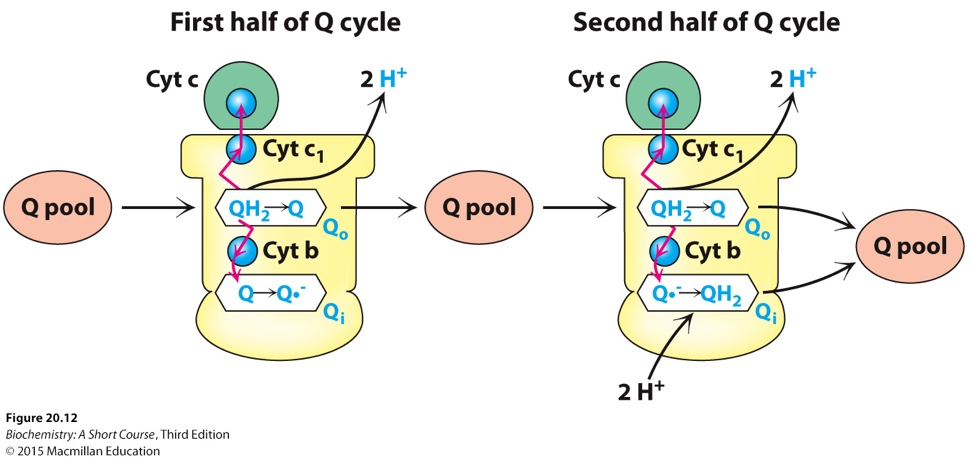 First half of Q cycle
Cyt c
2 H⁺
Cyt c₁
Q pool
QH₂→Q
Qₒ
Cyt b
Q→Q•⁻
Qᵢ
Q pool
Second half of Q cycle
Cyt c
2 H⁺
Cyt c₁
QH₂→Q
Qₒ
Cyt b
Q•⁻→QH₂
Qᵢ
Q pool
2 H⁺
Figure 20.12
Biochemistry: A Short Course, Third Edition
© 2015 Macmillan Education